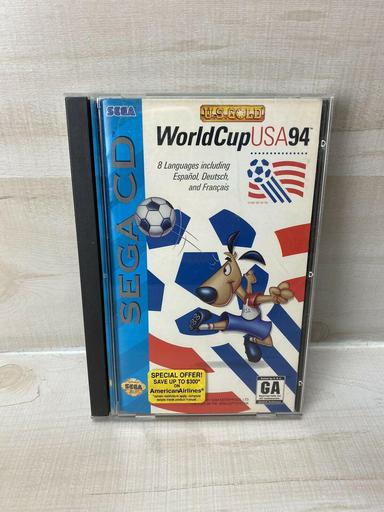 SEGA
U.S. GOLD
WorldCupUSA94™
8 Languages including
Español, Deutsch,
and Français
SEGA CD
SPECIAL OFFER!
SAVE UP TO $300*
ON
AmericanAirlines®
SEGA
GA